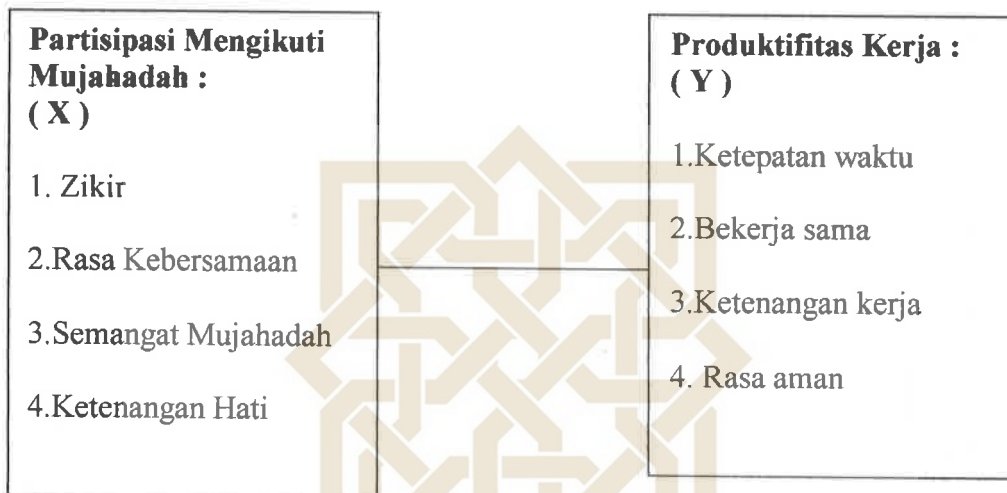 Partisipasi Mengikuti
Mujahadah :
( X )
1. Zikir
2.Rasa Kebersamaan
3.Semangat Mujahadah
4.Ketenangan Hati
Produktifitas Kerja :
( Y )
1.Ketepatan waktu
2.Bekerja sama
3.Ketenangan kerja
4. Rasa aman